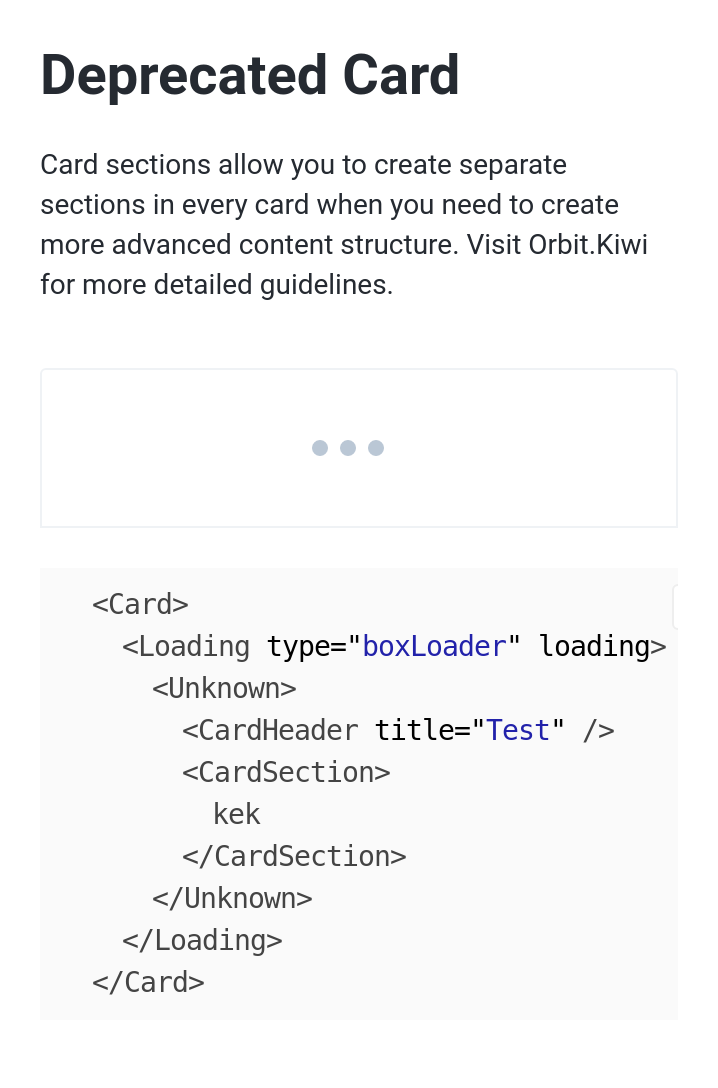 Deprecated Card
Card sections allow you to create separate
sections in every card when you need to create
more advanced content structure. Visit Orbit.Kiwi
for more detailed guidelines.
<Card>
<Loading type="boxLoader" loading>
<Unknown>
<CardHeader title="Test" />
<CardSection>
kek
</CardSection>
</Unknown>
</Loading>
</Card>